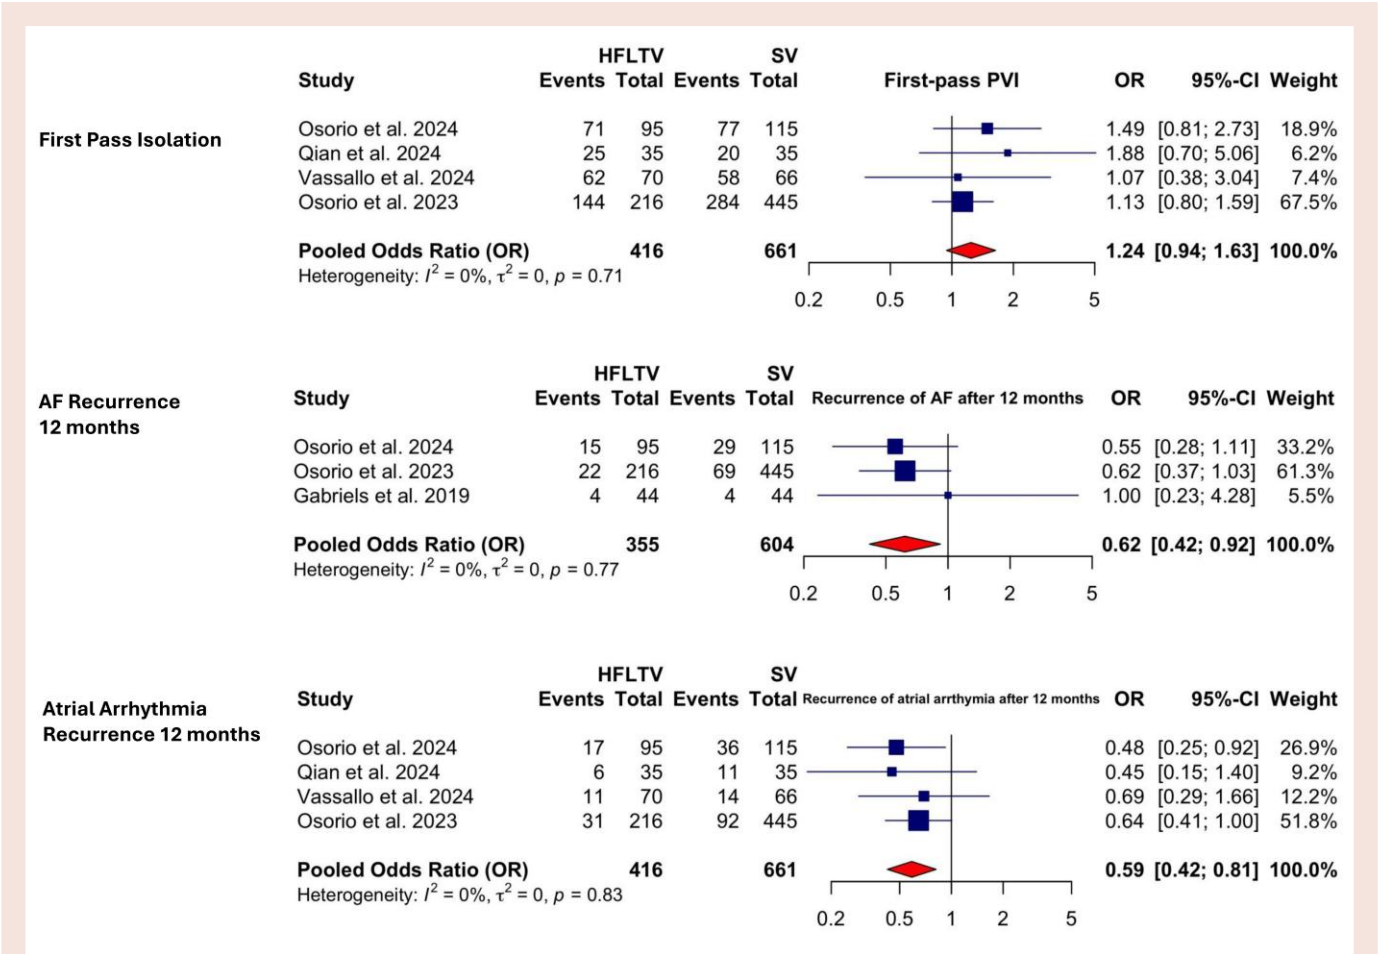 First Pass Isolation
HFLTV SV
Study Events Total Events Total First-pass PVI OR 95%-CI Weight
Osorio et al. 2024 71 95 77 115 1.49 [0.81; 2.73] 18.9%
Qian et al. 2024 25 35 20 35 1.88 [0.70; 5.06] 6.2%
Vassallo et al. 2024 62 70 58 66 1.07 [0.38; 3.04] 7.4%
Osorio et al. 2023 144 216 284 445 1.13 [0.80; 1.59] 67.5%
Pooled Odds Ratio (OR) 416 661 1.24 [0.94; 1.63] 100.0%
Heterogeneity: I² = 0%, τ² = 0, p = 0.71
0.2 0.5 1 2 5
AF Recurrence
12 months
HFLTV SV
Study Events Total Events Total Recurrence of AF after 12 months OR 95%-CI Weight
Osorio et al. 2024 15 95 29 115 0.55 [0.28; 1.11] 33.2%
Osorio et al. 2023 22 216 69 445 0.62 [0.37; 1.03] 61.3%
Gabriels et al. 2019 4 44 4 44 1.00 [0.23; 4.28] 5.5%
Pooled Odds Ratio (OR) 355 604 0.62 [0.42; 0.92] 100.0%
Heterogeneity: I² = 0%, τ² = 0, p = 0.77
0.2 0.5 1 2 5
Atrial Arrhythmia
Recurrence 12 months
HFLTV SV
Study Events Total Events Total Recurrence of atrial arrthymia after 12 months OR 95%-CI Weight
Osorio et al. 2024 17 95 36 115 0.48 [0.25; 0.92] 26.9%
Qian et al. 2024 6 35 11 35 0.45 [0.15; 1.40] 9.2%
Vassallo et al. 2024 11 70 14 66 0.69 [0.29; 1.66] 12.2%
Osorio et al. 2023 31 216 92 445 0.64 [0.41; 1.00] 51.8%
Pooled Odds Ratio (OR) 416 661 0.59 [0.42; 0.81] 100.0%
Heterogeneity: I² = 0%, τ² = 0, p = 0.83
0.2 0.5 1 2 5